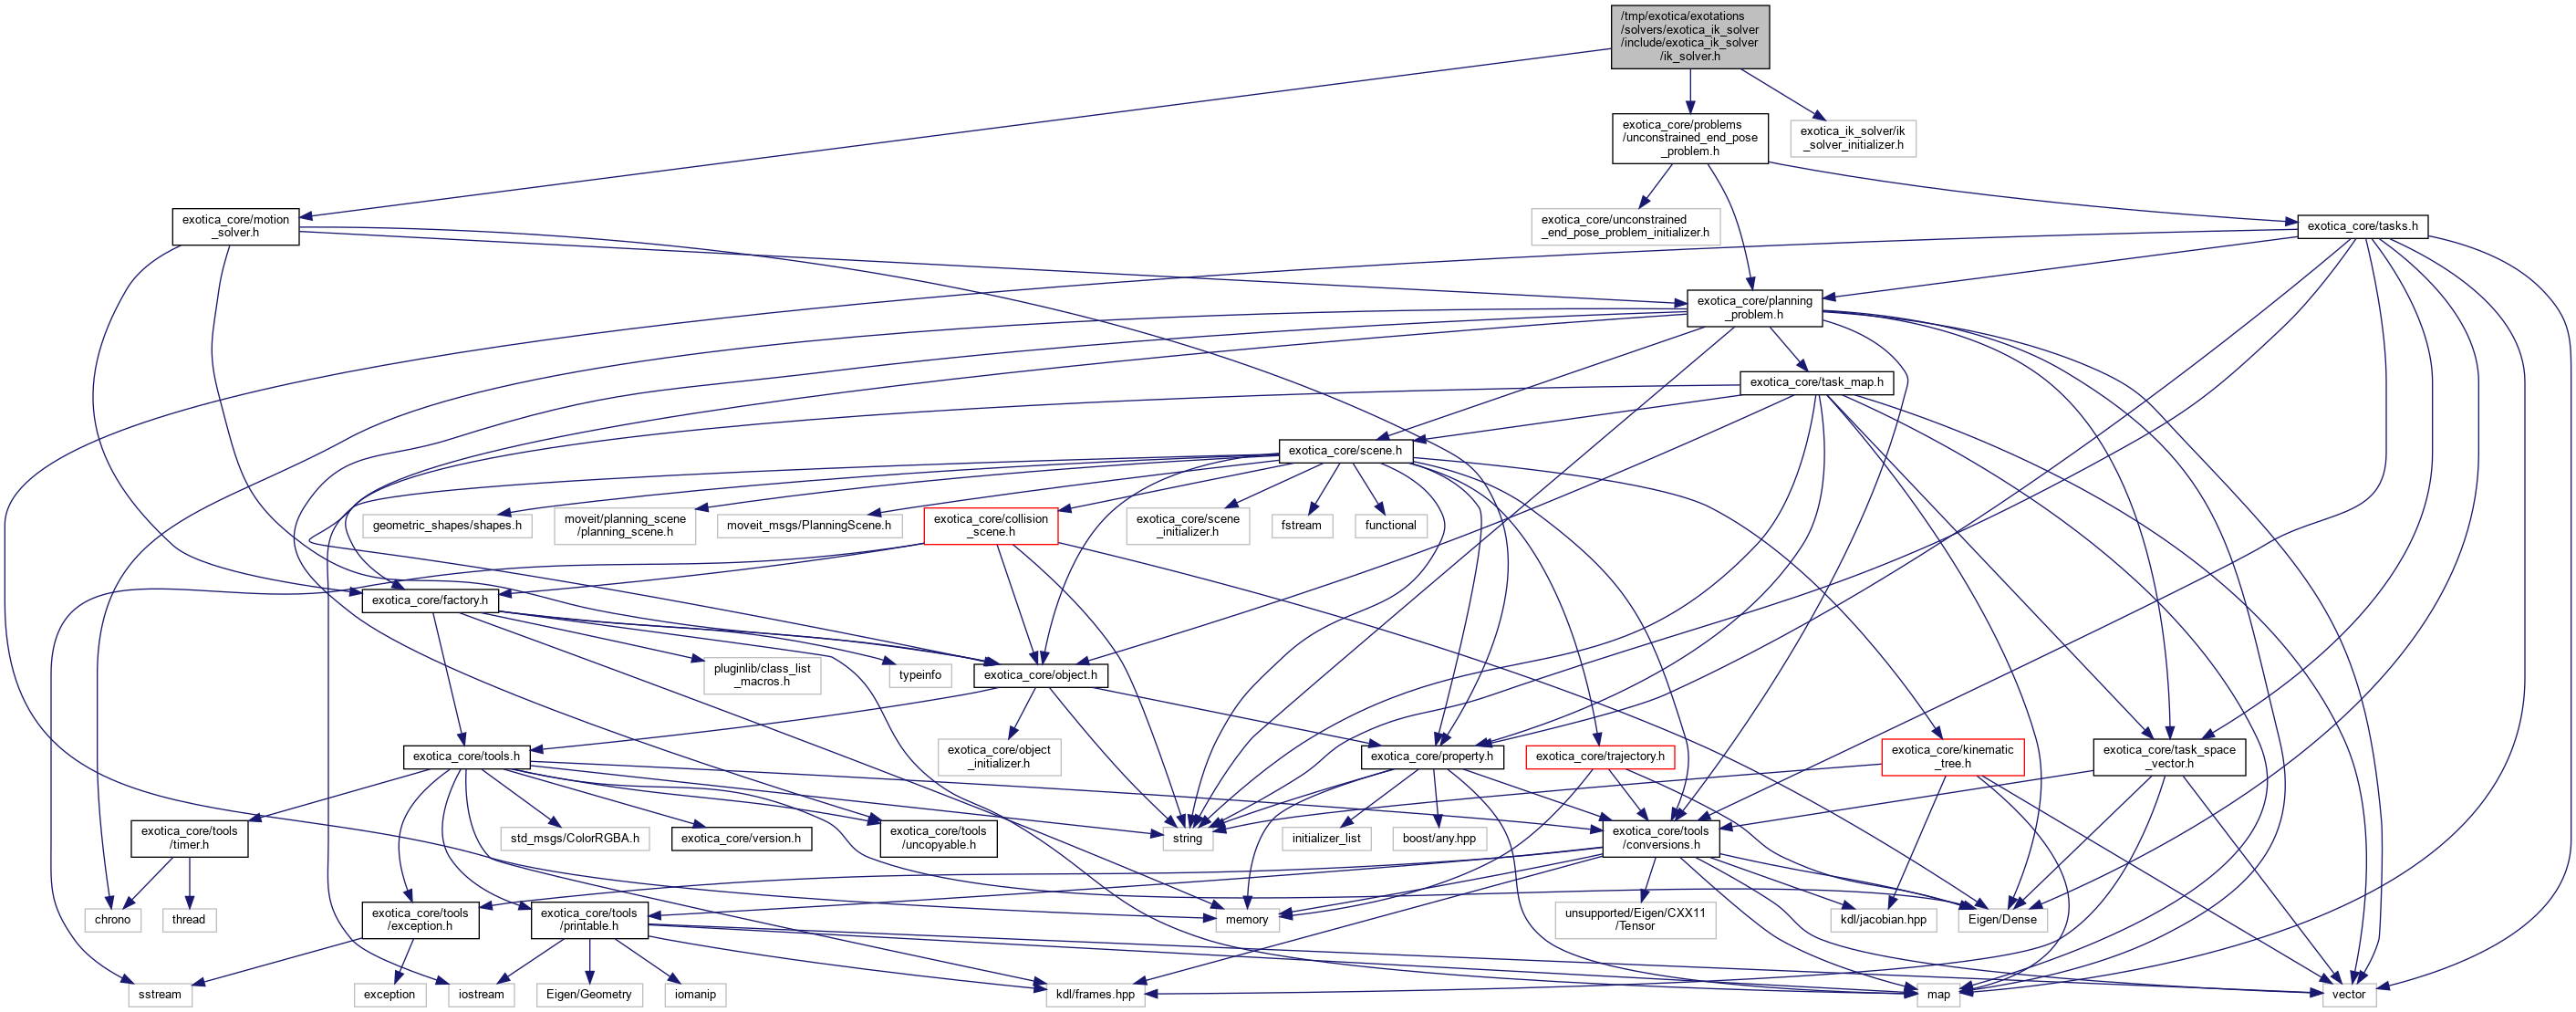 /tmp/exotica/exotations
/solvers/exotica_ik_solver
/include/exotica_ik_solver
/ik_solver.h
exotica_core/problems
/unconstrained_end_pose
_problem.h
exotica_ik_solver/ik
_solver_initializer.h
exotica_core/motion
_solver.h
exotica_core/unconstrained
_end_pose_problem_initializer.h
exotica_core/tasks.h
exotica_core/planning
_problem.h
exotica_core/task_map.h
exotica_core/scene.h
geometric_shapes/shapes.h
moveit/planning_scene
/planning_scene.h
moveit_msgs/PlanningScene.h
exotica_core/collision
_scene.h
exotica_core/scene
_initializer.h
fstream
functional
exotica_core/factory.h
pluginlib/class_list
_macros.h
typeinfo
exotica_core/object.h
exotica_core/tools.h
exotica_core/object
_initializer.h
exotica_core/property.h
exotica_core/trajectory.h
exotica_core/kinematic
_tree.h
exotica_core/task_space
_vector.h
exotica_core/tools
/timer.h
std_msgs/ColorRGBA.h
exotica_core/version.h
exotica_core/tools
/uncopyable.h
string
initializer_list
boost/any.hpp
exotica_core/tools
/conversions.h
chrono
thread
exotica_core/tools
/exception.h
exotica_core/tools
/printable.h
memory
unsupported/Eigen/CXX11
/Tensor
kdl/jacobian.hpp
Eigen/Dense
sstream
exception
iostream
Eigen/Geometry
iomanip
kdl/frames.hpp
map
vector